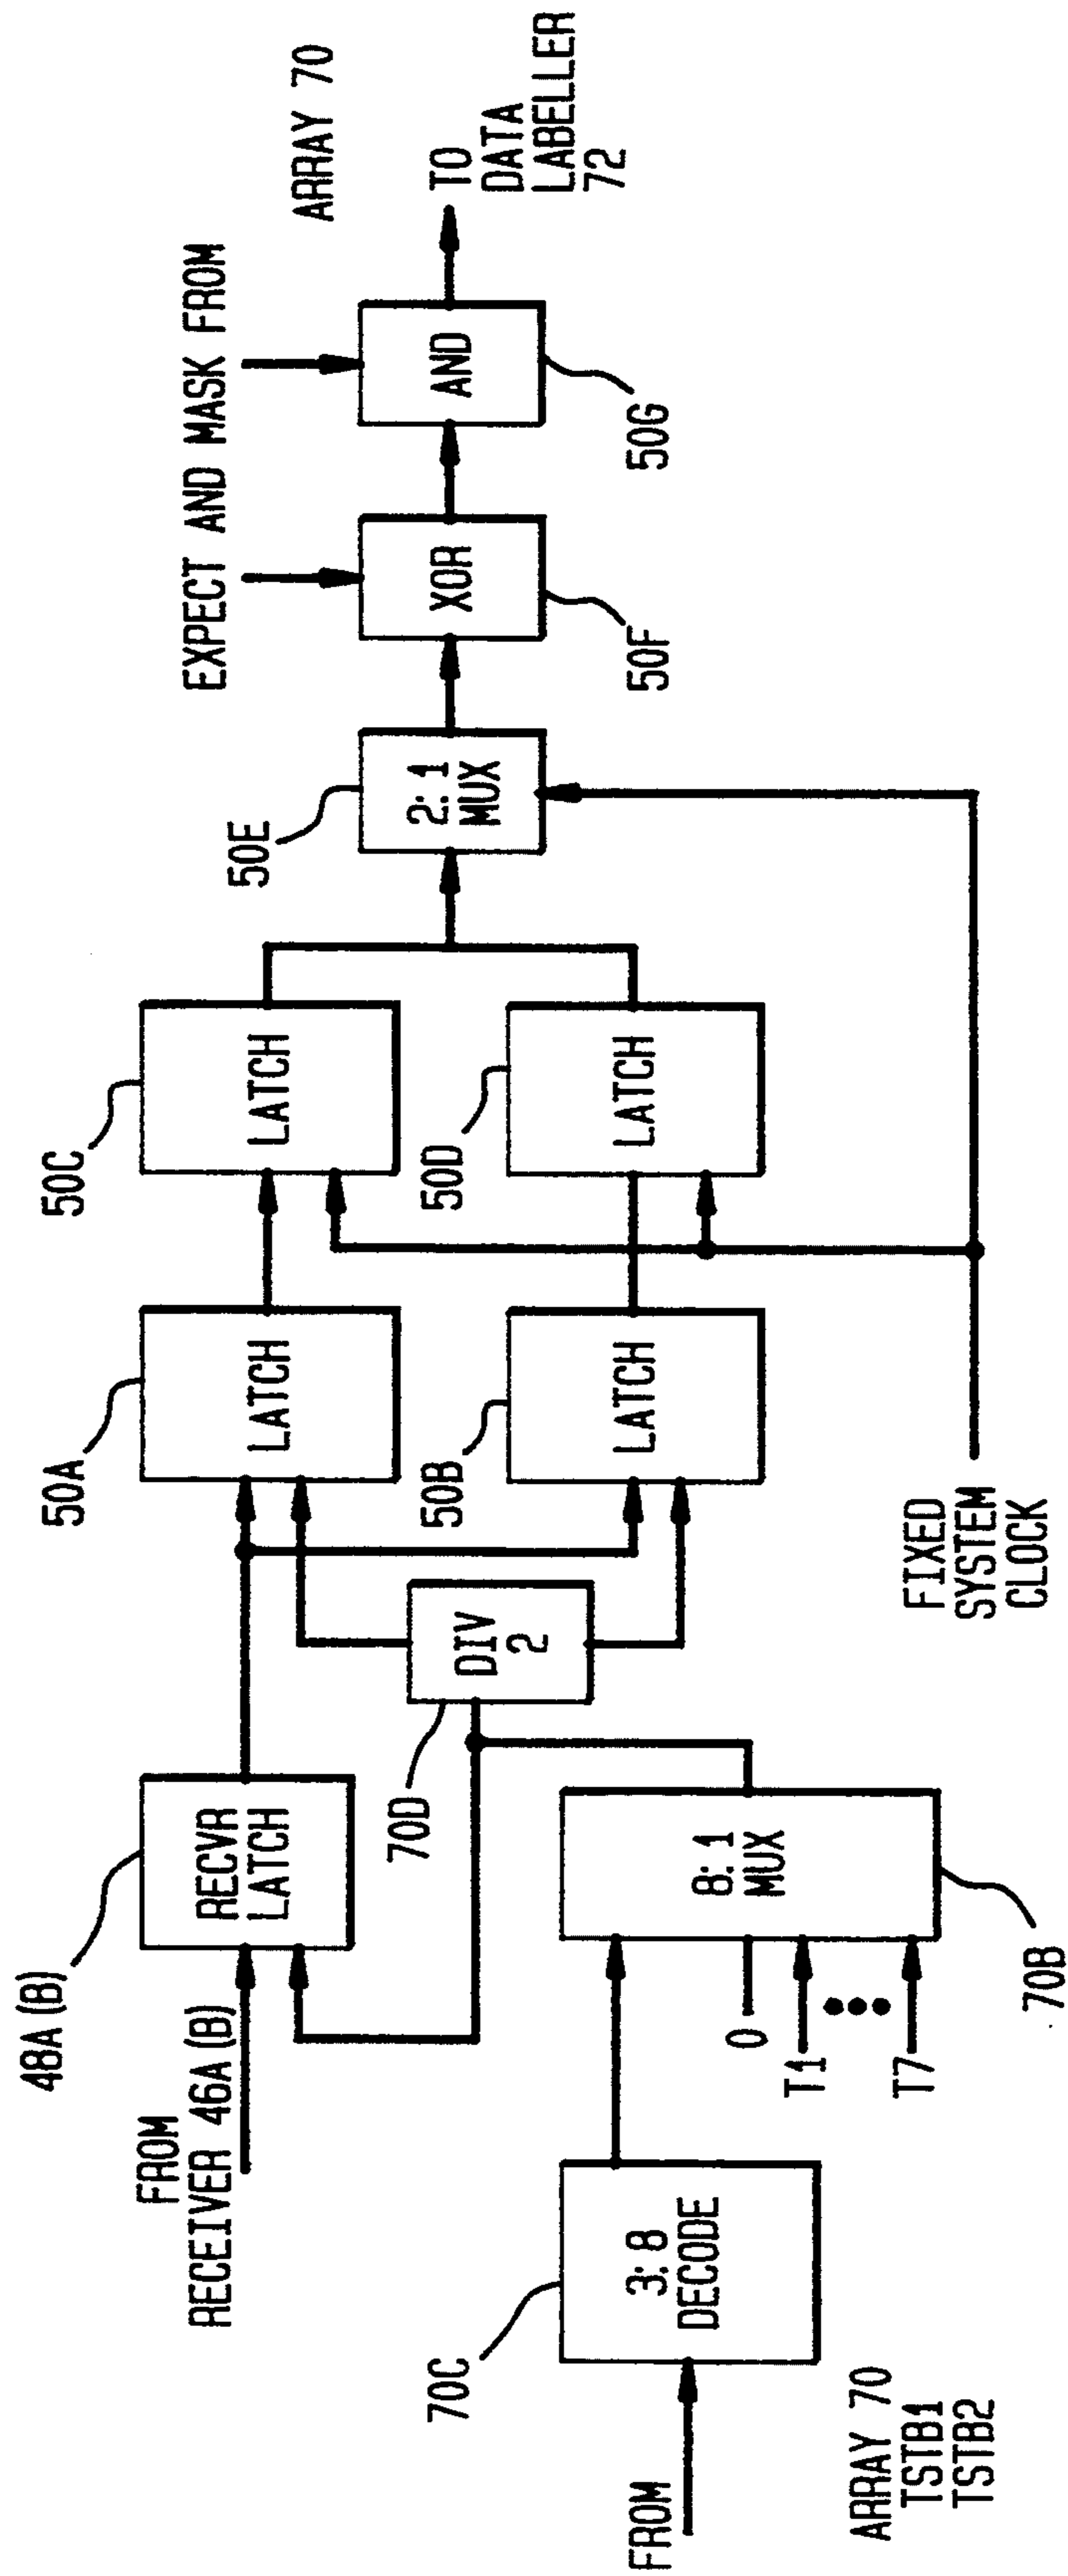 48A (B)
FROM
RECEIVER 46A (B)
RECVR
LATCH
50A
LATCH
50C
LATCH
EXPECT AND MASK FROM
ARRAY 70
50E
2:1
MUX
XOR
50F
AND
50G
TO
DATA
LABELLER
72
70D
DIV
2
50B
LATCH
50D
LATCH
70C
3:8
DECODE
FROM
ARRAY 70
TSTB1
TSTB2
8:1
MUX
0
T1
T7
70B
FIXED
SYSTEM
CLOCK